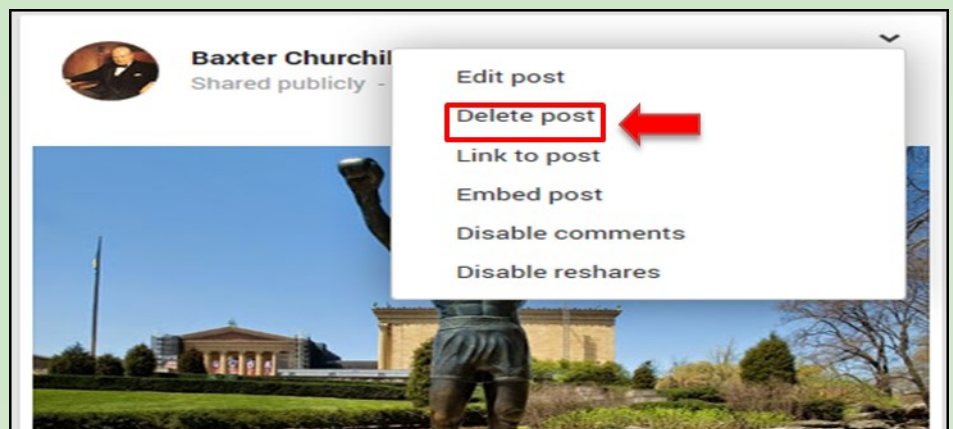 Baxter Churchil
Shared publicly -
Edit post
Delete post
Link to post
Embed post
Disable comments
Disable reshares